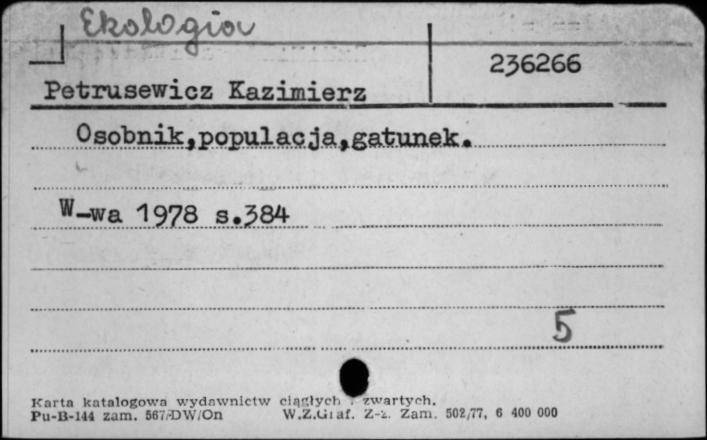 Ekologia
236266
Petrusewicz Kazimierz
Osobnik,populacja,gatunek.
W-wa 1978 s.384
5
Karta katalogowa wydawnictw ciągłych i zwartych.
Pu-B-144 zam. 567/DW/On W.Z.Graf. Z-z. Zam. 502/77, 6 400 000